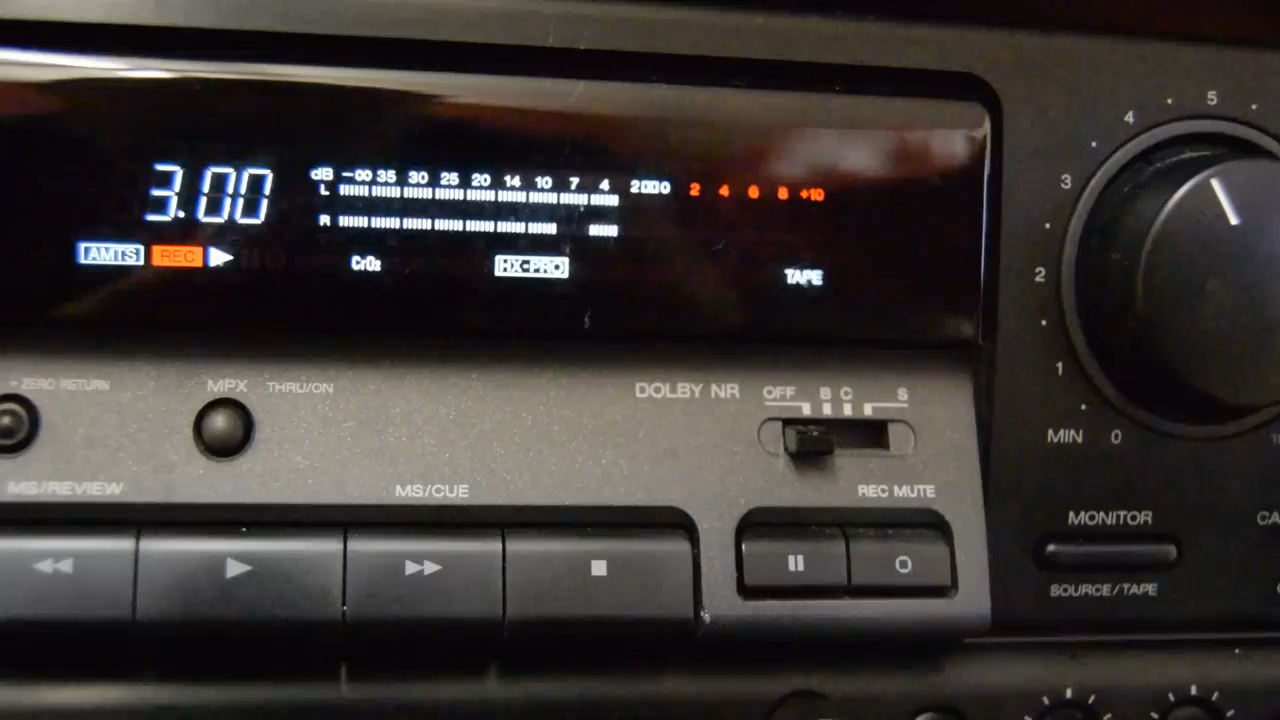 3.00
dB -∞ 35 30 25 20 14 10 7 4 2 0 2 4 6 8 +10
L
R
AMTS REC
CrO2 HX-PRO TAPE
5
4
3
2
1
MIN 0
- ZERO RETURN
MPX THRU/ON
DOLBY NR OFF B C S
MS/REVIEW
MS/CUE
REC MUTE
MONITOR
SOURCE/TAPE